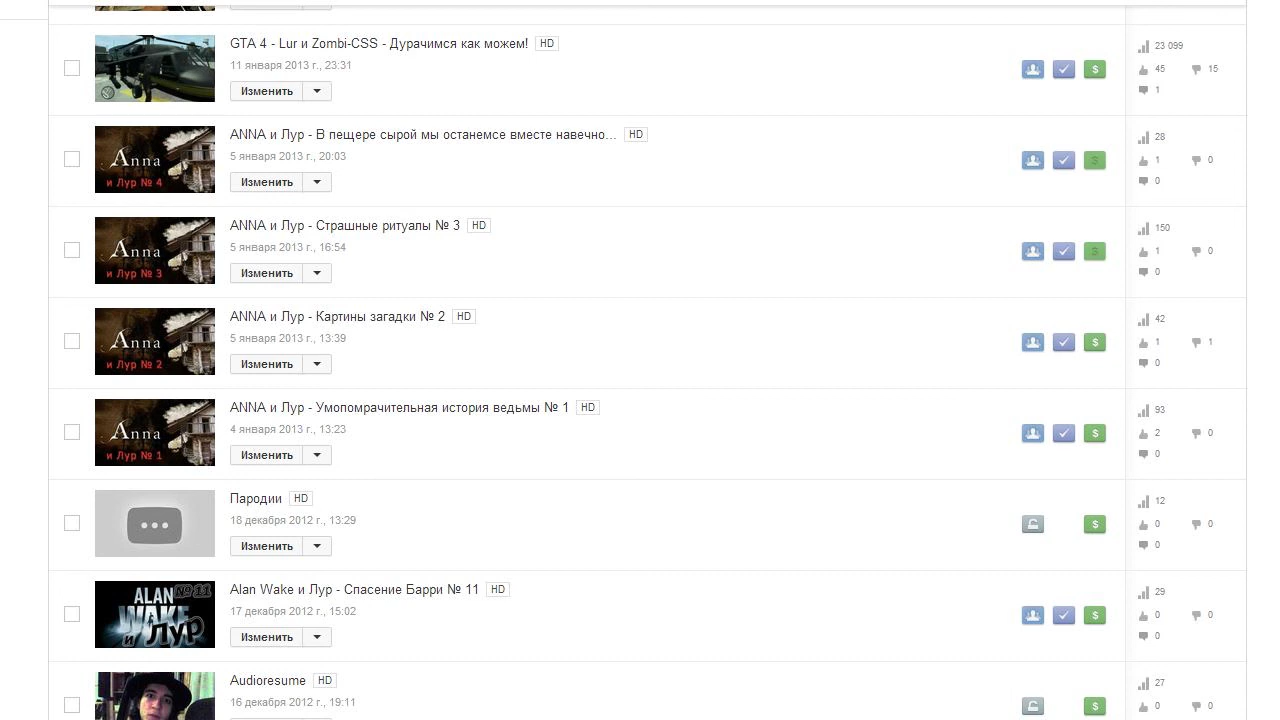 GTA 4 - Lur и Zombi-CSS - Дурачимся как можем! HD
11 января 2013 г., 23:31
Изменить
$
23 099
45 15
1
ANNA и Лур - В пещере сырой мы останемсе вместе навечно... HD
5 января 2013 г., 20:03
Изменить
Anna
и Лур № 4
$
28
1 0
0
ANNA и Лур - Страшные ритуалы № 3 HD
5 января 2013 г., 16:54
Изменить
Anna
и Лур № 3
$
150
1 0
0
ANNA и Лур - Картины загадки № 2 HD
5 января 2013 г., 13:39
Изменить
Anna
и Лур № 2
$
42
1 1
0
ANNA и Лур - Умопомрачительная история ведьмы № 1 HD
4 января 2013 г., 13:23
Изменить
Anna
и Лур № 1
$
93
2 0
0
Пародии HD
18 декабря 2012 г., 13:29
Изменить
$
12
0 0
0
Alan Wake и Лур - Спасение Барри № 11 HD
17 декабря 2012 г., 15:02
Изменить
ALAN № 11
WAKE
и Лур
$
29
0 0
0
Audioresume HD
16 декабря 2012 г., 19:11
$
27
0 0